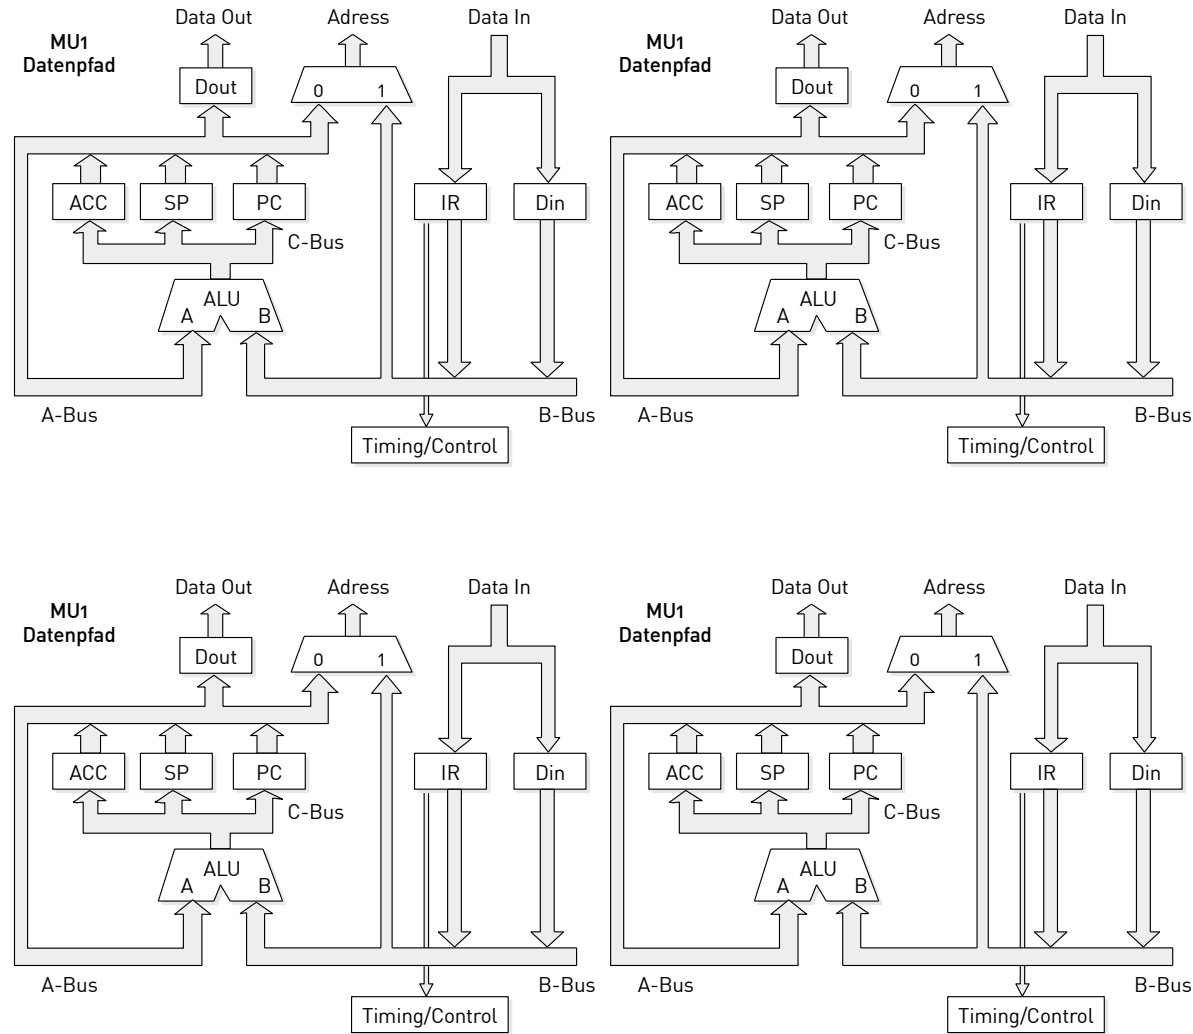 Data Out Adress Data In
MU1
Datenpfad
Dout
0 1
ACC SP PC IR Din
C-Bus
ALU
A B
A-Bus B-Bus
Timing/Control
Data Out Adress Data In
MU1
Datenpfad
Dout
0 1
ACC SP PC IR Din
C-Bus
ALU
A B
A-Bus B-Bus
Timing/Control
Data Out Adress Data In
MU1
Datenpfad
Dout
0 1
ACC SP PC IR Din
C-Bus
ALU
A B
A-Bus B-Bus
Timing/Control
Data Out Adress Data In
MU1
Datenpfad
Dout
0 1
ACC SP PC IR Din
C-Bus
ALU
A B
A-Bus B-Bus
Timing/Control